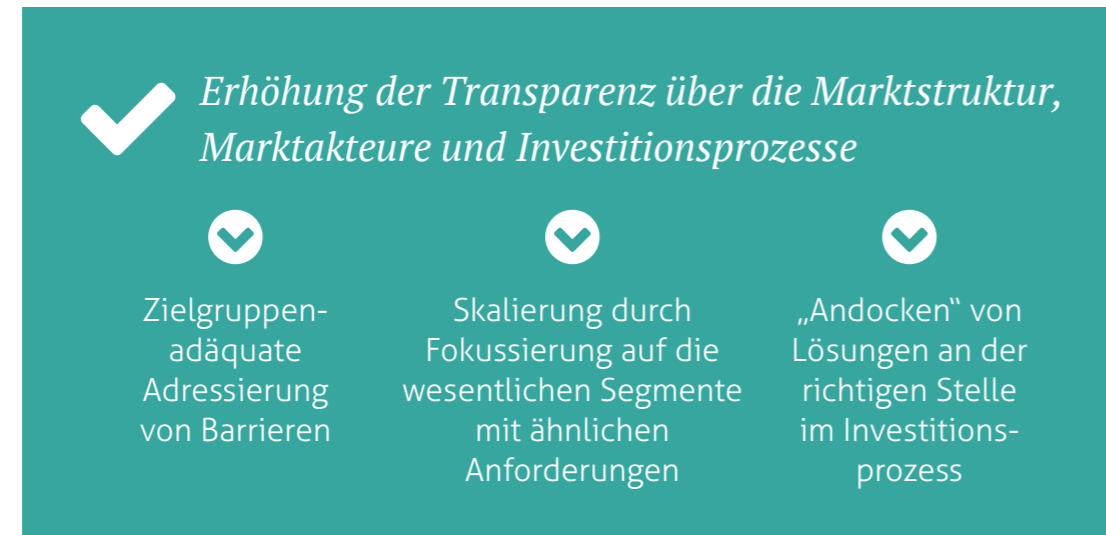 Erhöhung der Transparenz über die Marktstruktur,
Marktakteure und Investitionsprozesse
Zielgruppen-
adäquate
Adressierung
von Barrieren
Skalierung durch
Fokussierung auf die
wesentlichen Segmente
mit ähnlichen
Anforderungen
„Andocken“ von
Lösungen an der
richtigen Stelle
im Investitions-
prozess